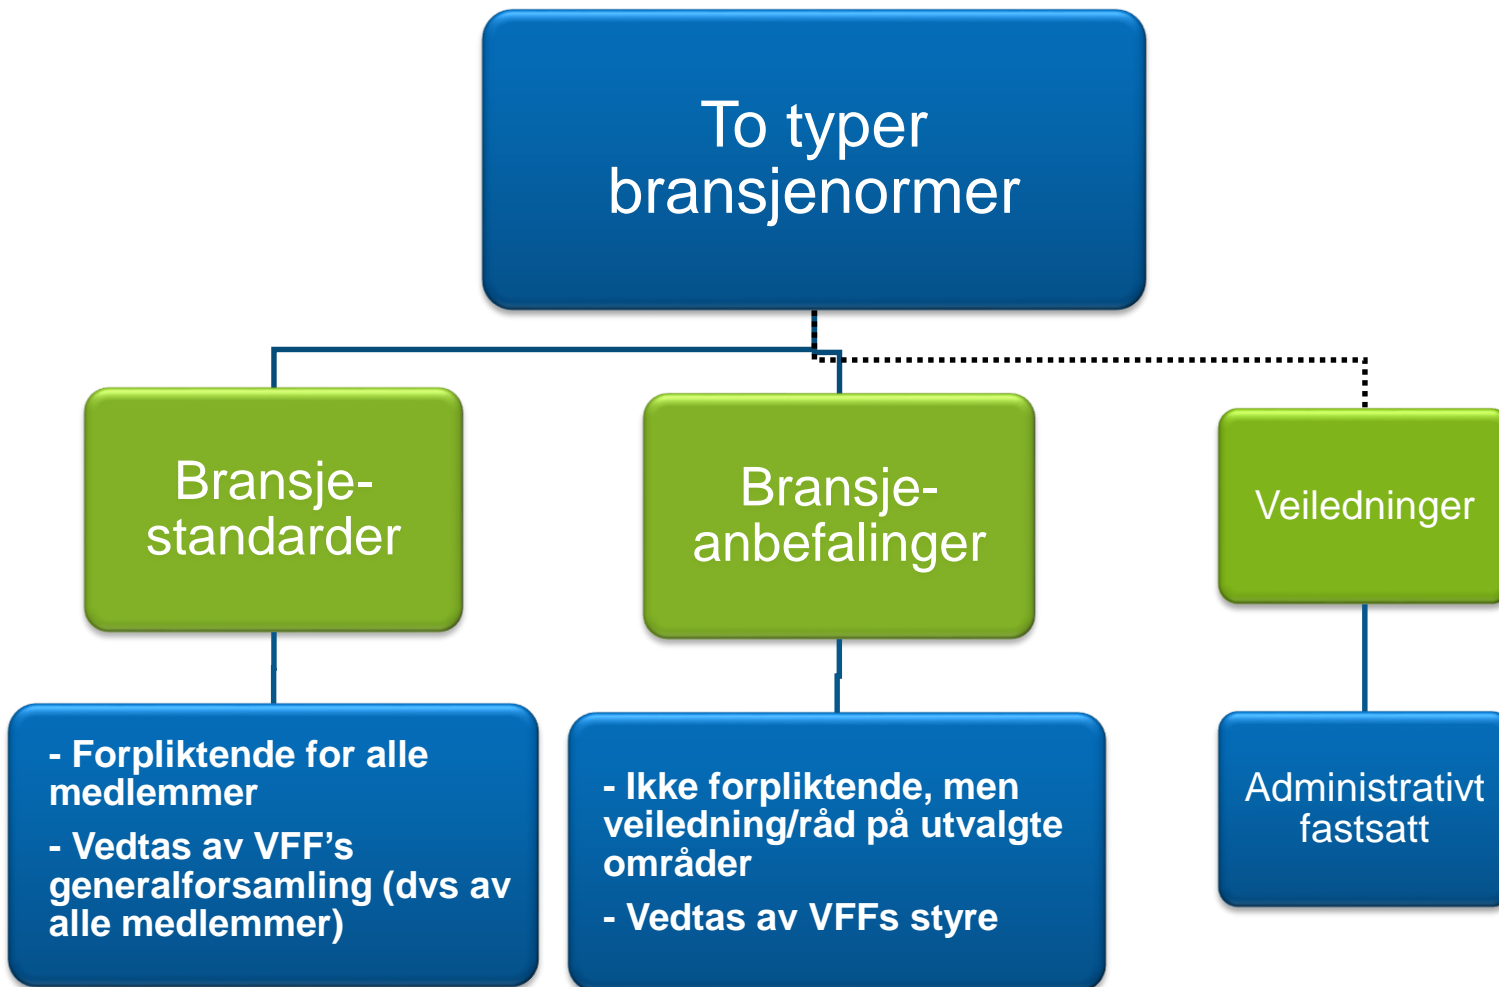 To typer
bransjenormer
Bransje-
standarder
Bransje-
anbefalinger
Veiledninger
- Forpliktende for alle
medlemmer
- Vedtas av VFF’s
generalforsamling (dvs av
alle medlemmer)
- Ikke forpliktende, men
veiledning/råd på utvalgte
områder
- Vedtas av VFFs styre
Administrativt
fastsatt